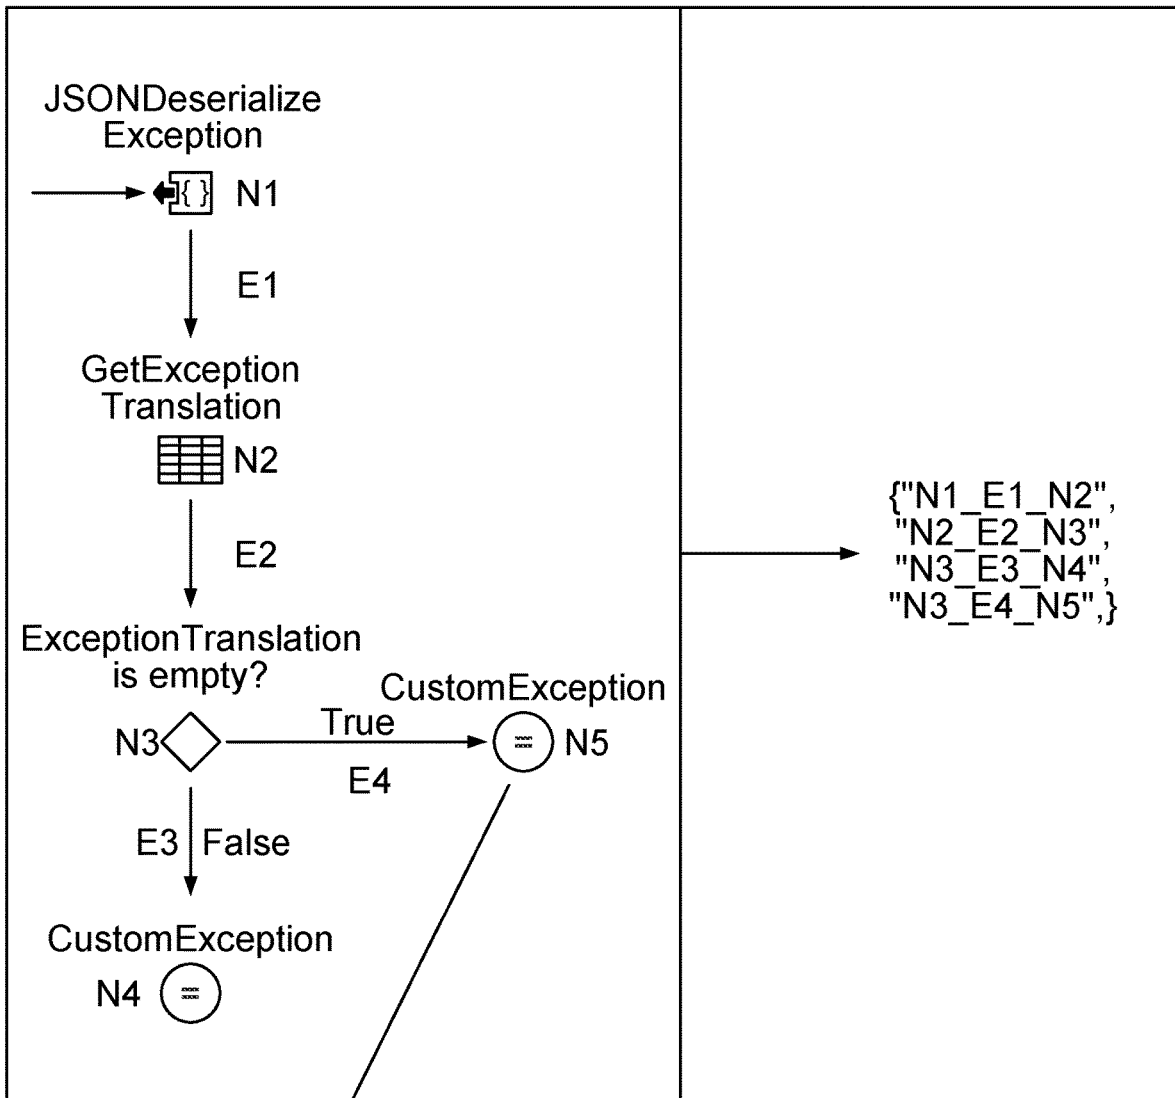 JSONDeserialize
Exception
{ } N1
E1
GetException
Translation
N2
E2
ExceptionTranslation
is empty?
CustomException
N3
True
N5
E4
E3 False
CustomException
N4
{"N1_E1_N2",
"N2_E2_N3",
"N3_E3_N4",
"N3_E4_N5",}